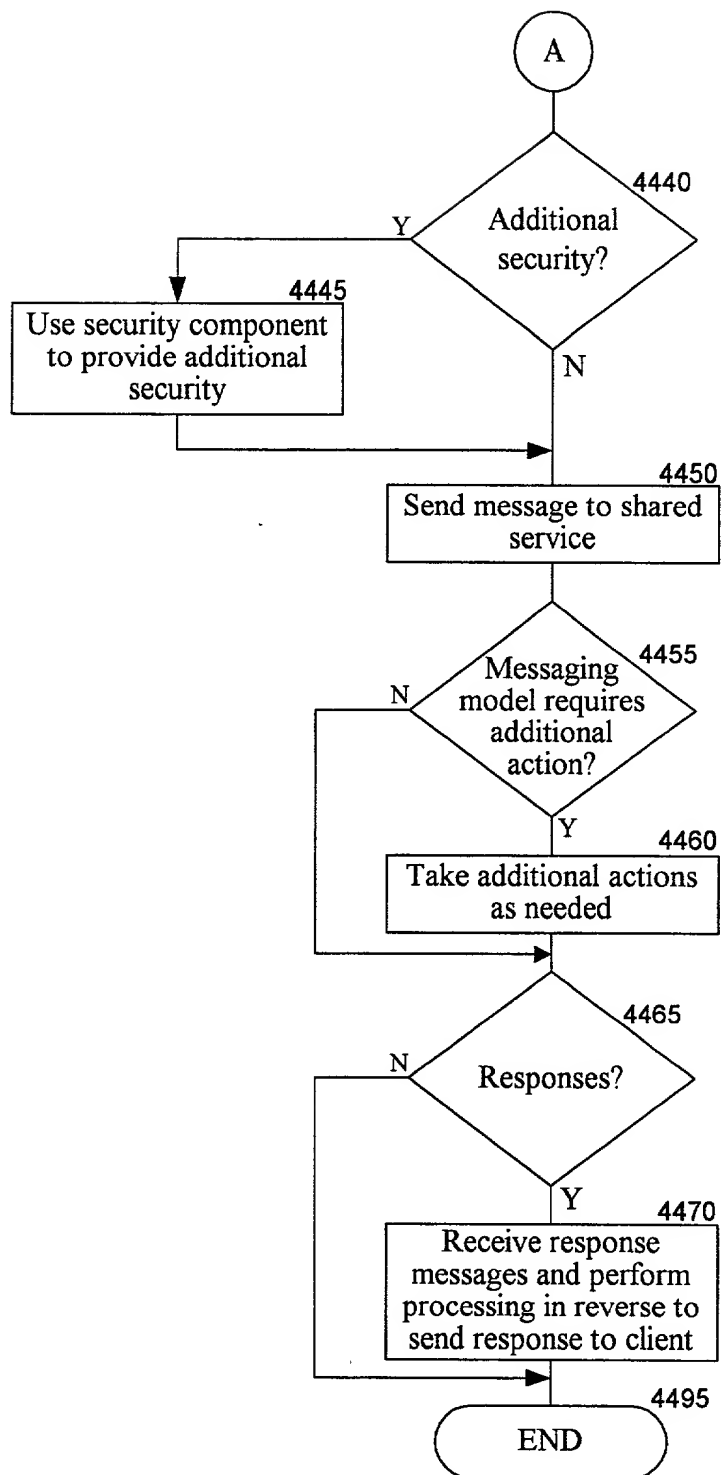 A
4440
Y
Additional
security?
4445
Use security component
to provide additional
security
N
4450
Send message to shared
service
4455
N
Messaging
model requires
additional
action?
Y
4460
Take additional actions
as needed
4465
N
Responses?
Y
4470
Receive response
messages and perform
processing in reverse to
send response to client
4495
END